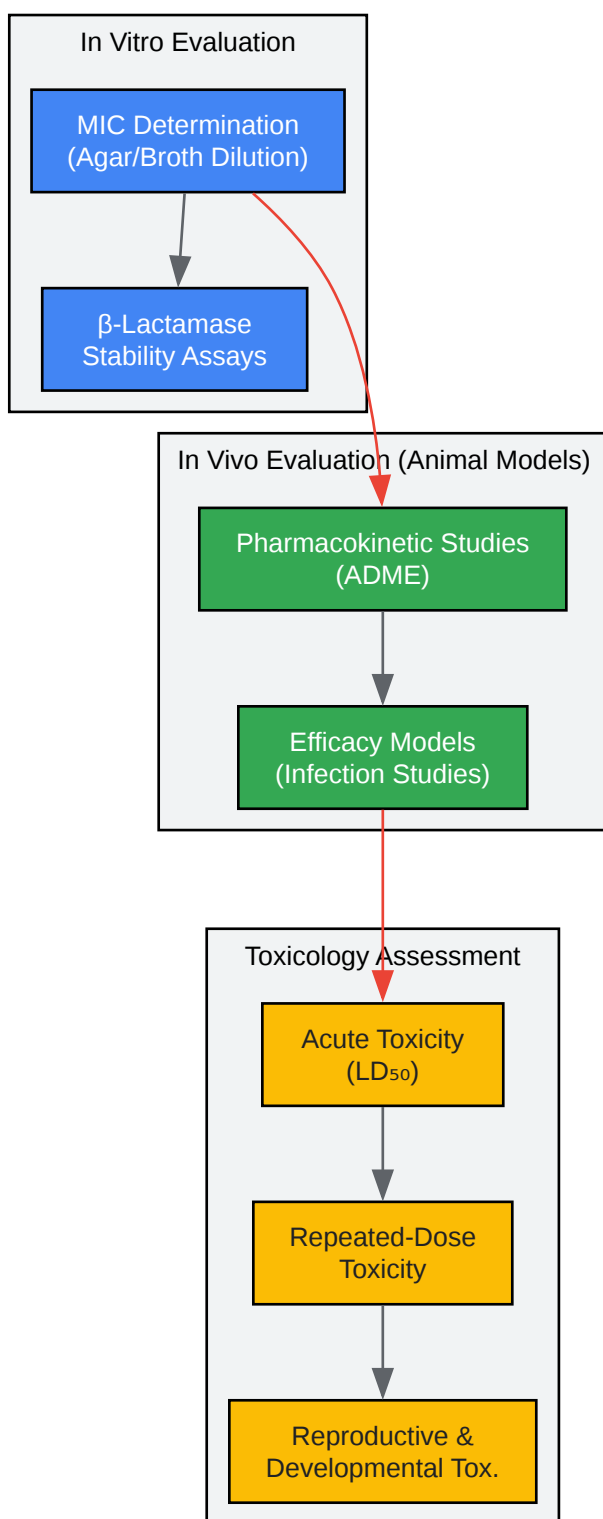 In Vitro Evaluation
MIC Determination
(Agar/Broth Dilution)
β-Lactamase
Stability Assays
In Vivo Evaluation (Animal Models)
Pharmacokinetic Studies
(ADME)
Efficacy Models
(Infection Studies)
Toxicology Assessment
Acute Toxicity
(LD₅₀)
Repeated-Dose
Toxicity
Reproductive &
Developmental Tox.